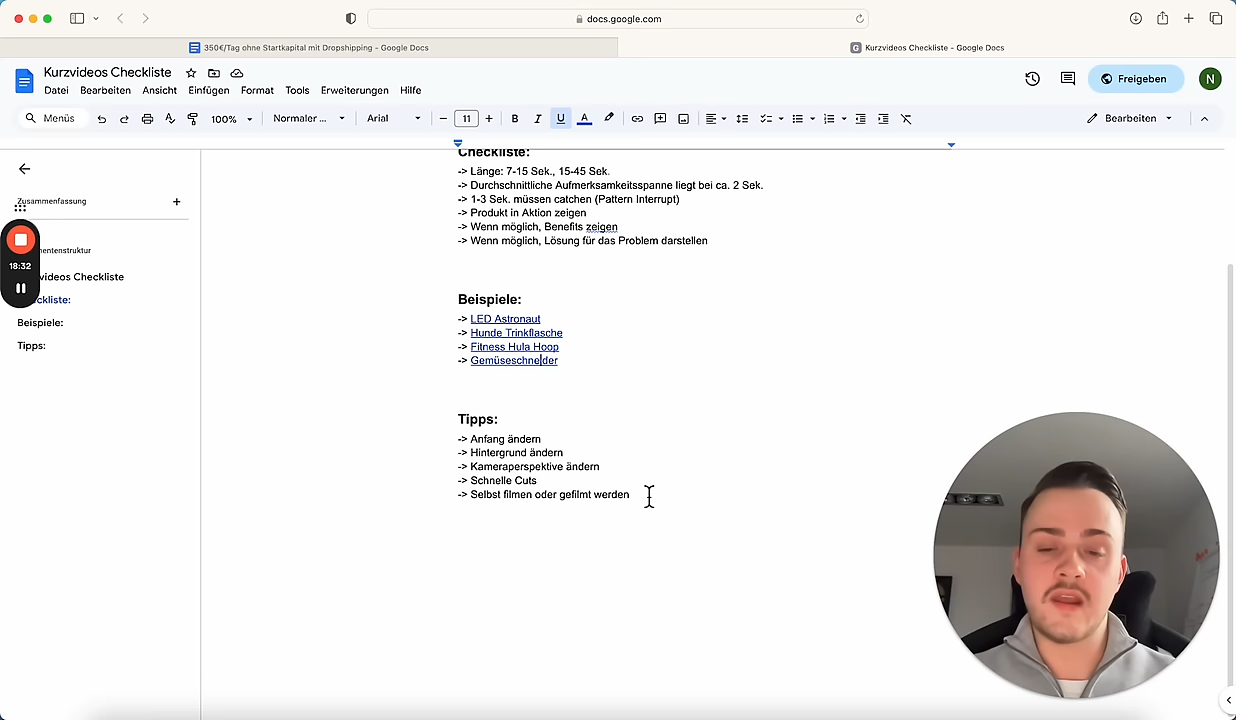 docs.google.com
350€/Tag ohne Startkapital mit Dropshipping - Google Docs
G Kurzvideos Checkliste - Google Docs
Kurzvideos Checkliste
Datei Bearbeiten Ansicht Einfügen Format Tools Erweiterungen Hilfe
Freigeben
N
Menüs 100% Normaler ... Arial 11 B I U A Bearbeiten
Zusammenfassung
mentenstruktur
videos Checkliste
ckliste:
Beispiele:
Tipps:
18:32
Checkliste:
-> Länge: 7-15 Sek., 15-45 Sek.
-> Durchschnittliche Aufmerksamkeitsspanne liegt bei ca. 2 Sek.
-> 1-3 Sek. müssen catchen (Pattern Interrupt)
-> Produkt in Aktion zeigen
-> Wenn möglich, Benefits zeigen
-> Wenn möglich, Lösung für das Problem darstellen
Beispiele:
-> LED Astronaut
-> Hunde Trinkflasche
-> Fitness Hula Hoop
-> Gemüseschneider
Tipps:
-> Anfang ändern
-> Hintergrund ändern
-> Kameraperspektive ändern
-> Schnelle Cuts
-> Selbst filmen oder gefilmt werden